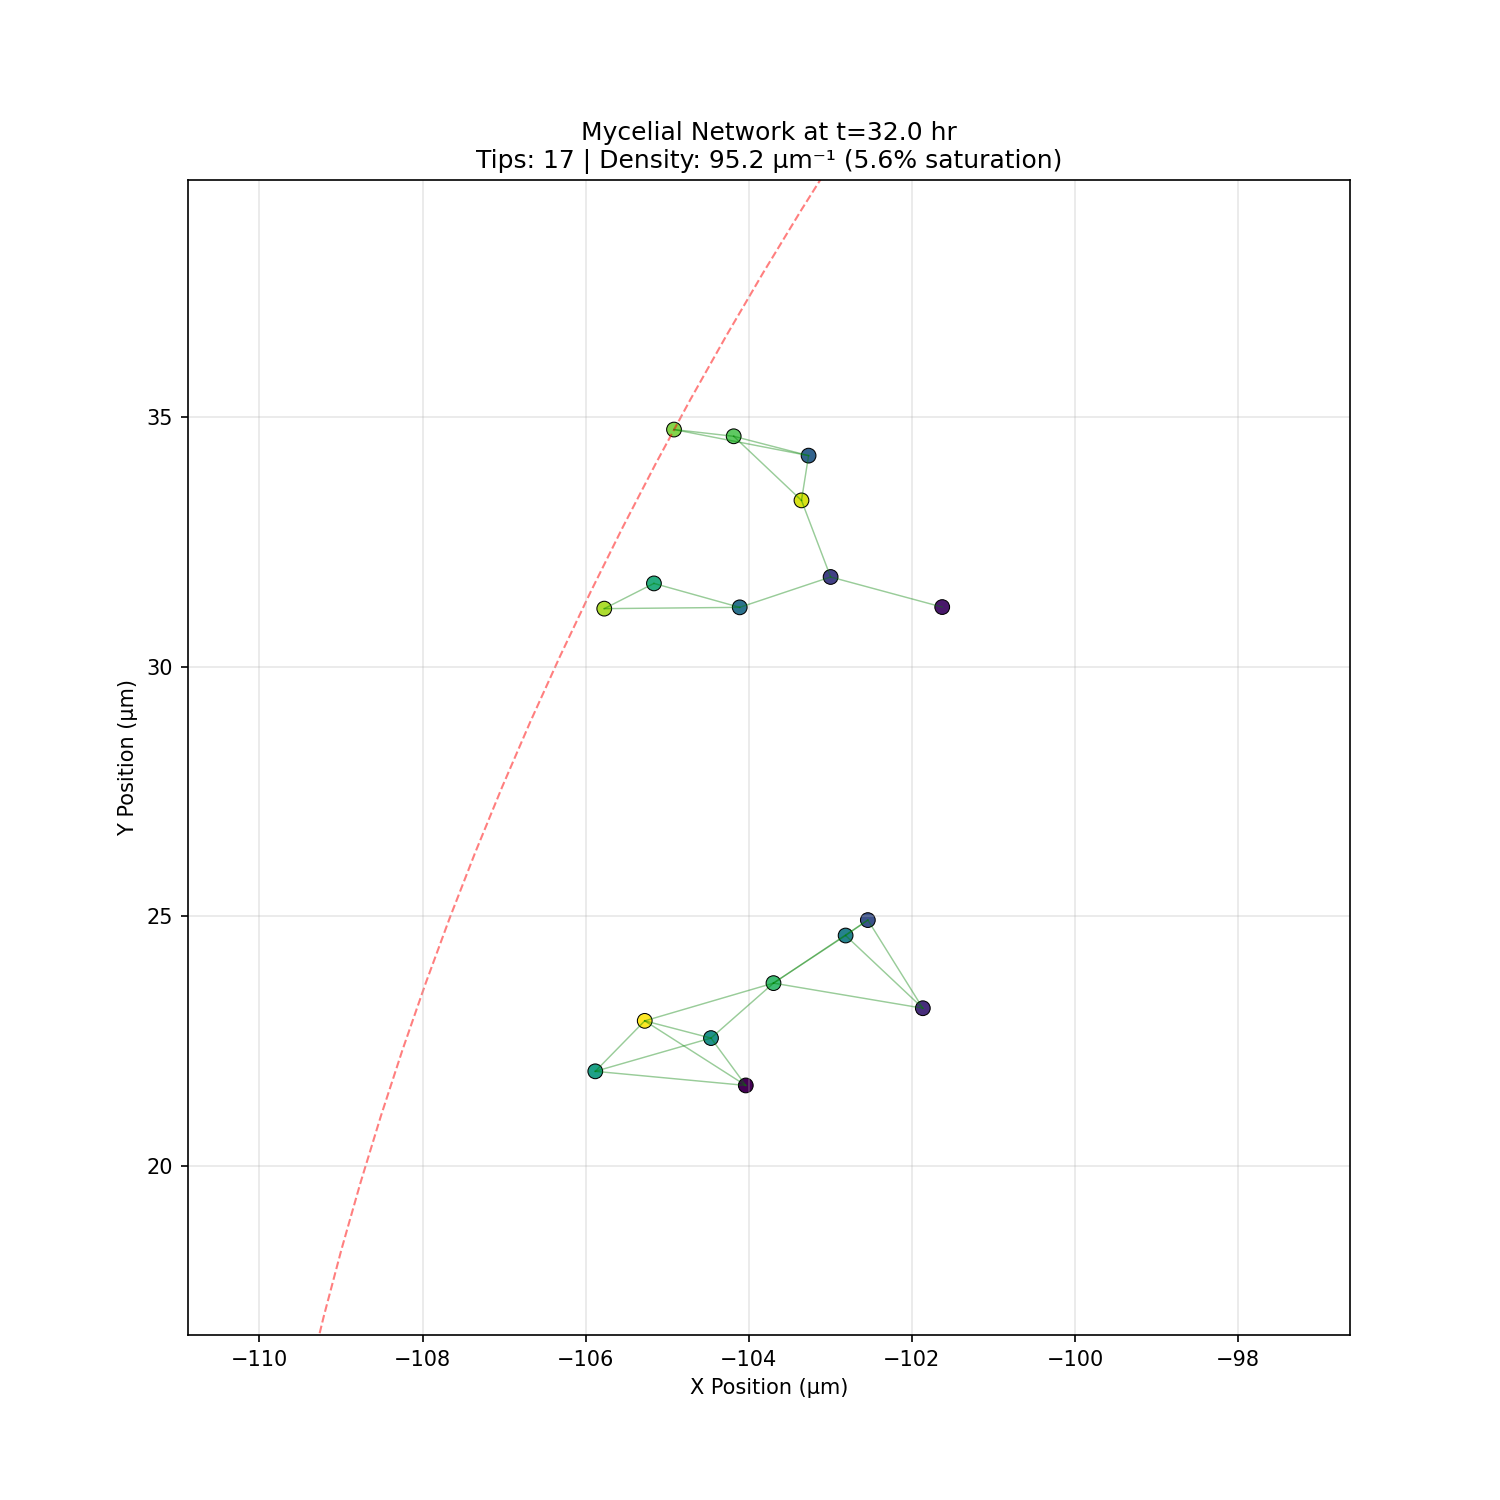 Mycelial Network at t=32.0 hr
Tips: 17 | Density: 95.2 µm⁻¹ (5.6% saturation)
35
30
25
20
Y Position (µm)
−110 −108 −106 −104 −102 −100 −98
X Position (µm)